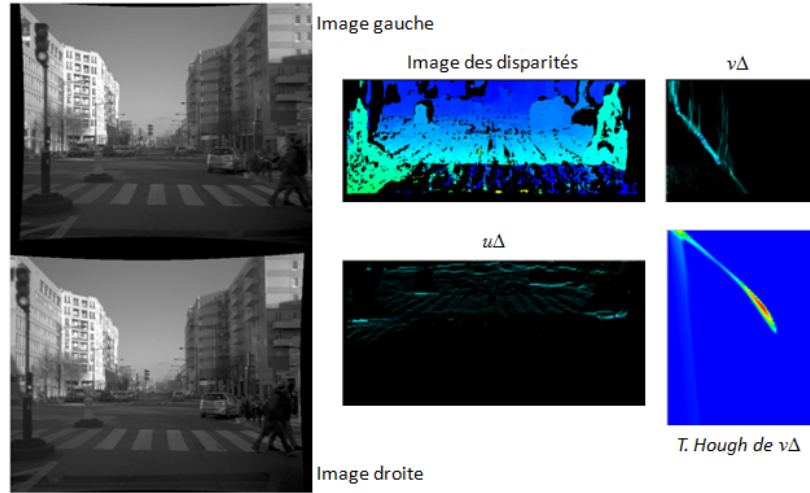 Image gauche
Image des disparités
vΔ
uΔ
T. Hough de vΔ
Image droite